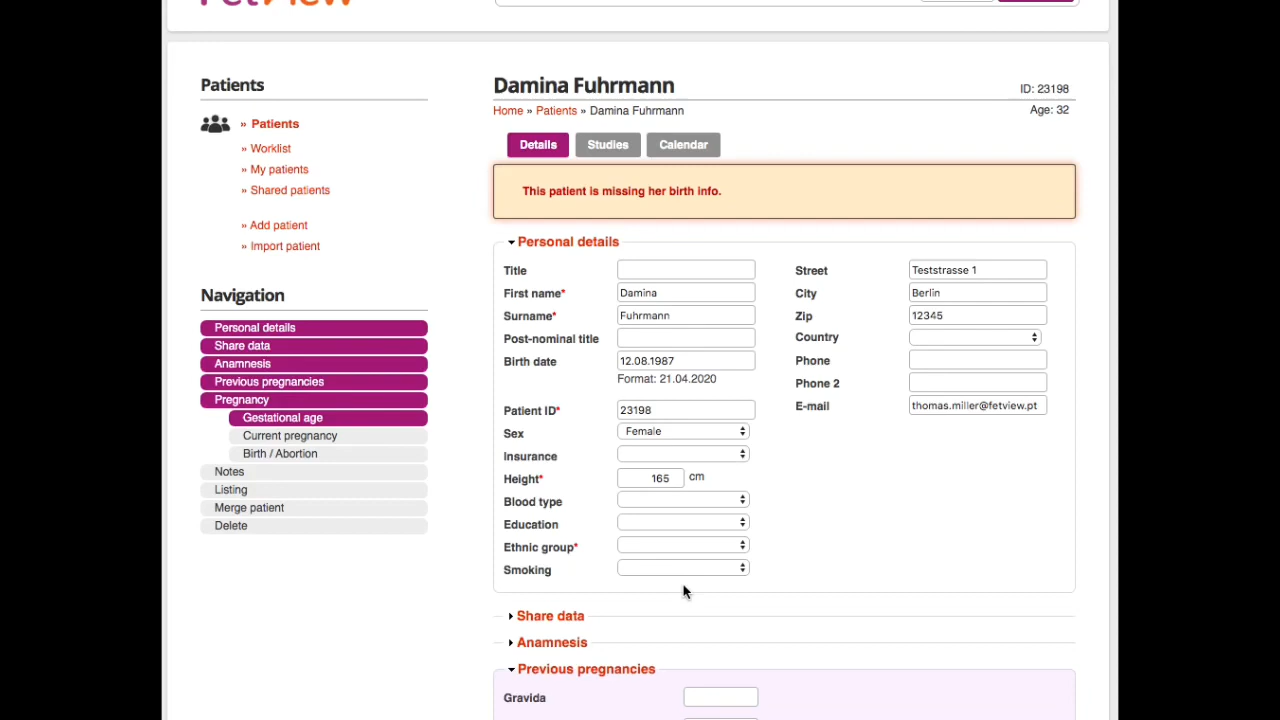 Patients
» Patients
» Worklist
» My patients
» Shared patients
» Add patient
» Import patient
Navigation
Personal details
Share data
Anamnesis
Previous pregnancies
Pregnancy
Gestational age
Current pregnancy
Birth / Abortion
Notes
Listing
Merge patient
Delete
Damina Fuhrmann
ID: 23198
Home » Patients » Damina Fuhrmann
Age: 32
Details Studies Calendar
This patient is missing her birth info.
Personal details
Title
First name* Damina
Surname* Fuhrmann
Post-nominal title
Birth date 12.08.1987
Format: 21.04.2020
Patient ID* 23198
Sex Female
Insurance
Height* 165 cm
Blood type
Education
Ethnic group*
Smoking
Street Teststrasse 1
City Berlin
Zip 12345
Country
Phone
Phone 2
E-mail thomas.miller@fetview.pt
Share data
Anamnesis
Previous pregnancies
Gravida